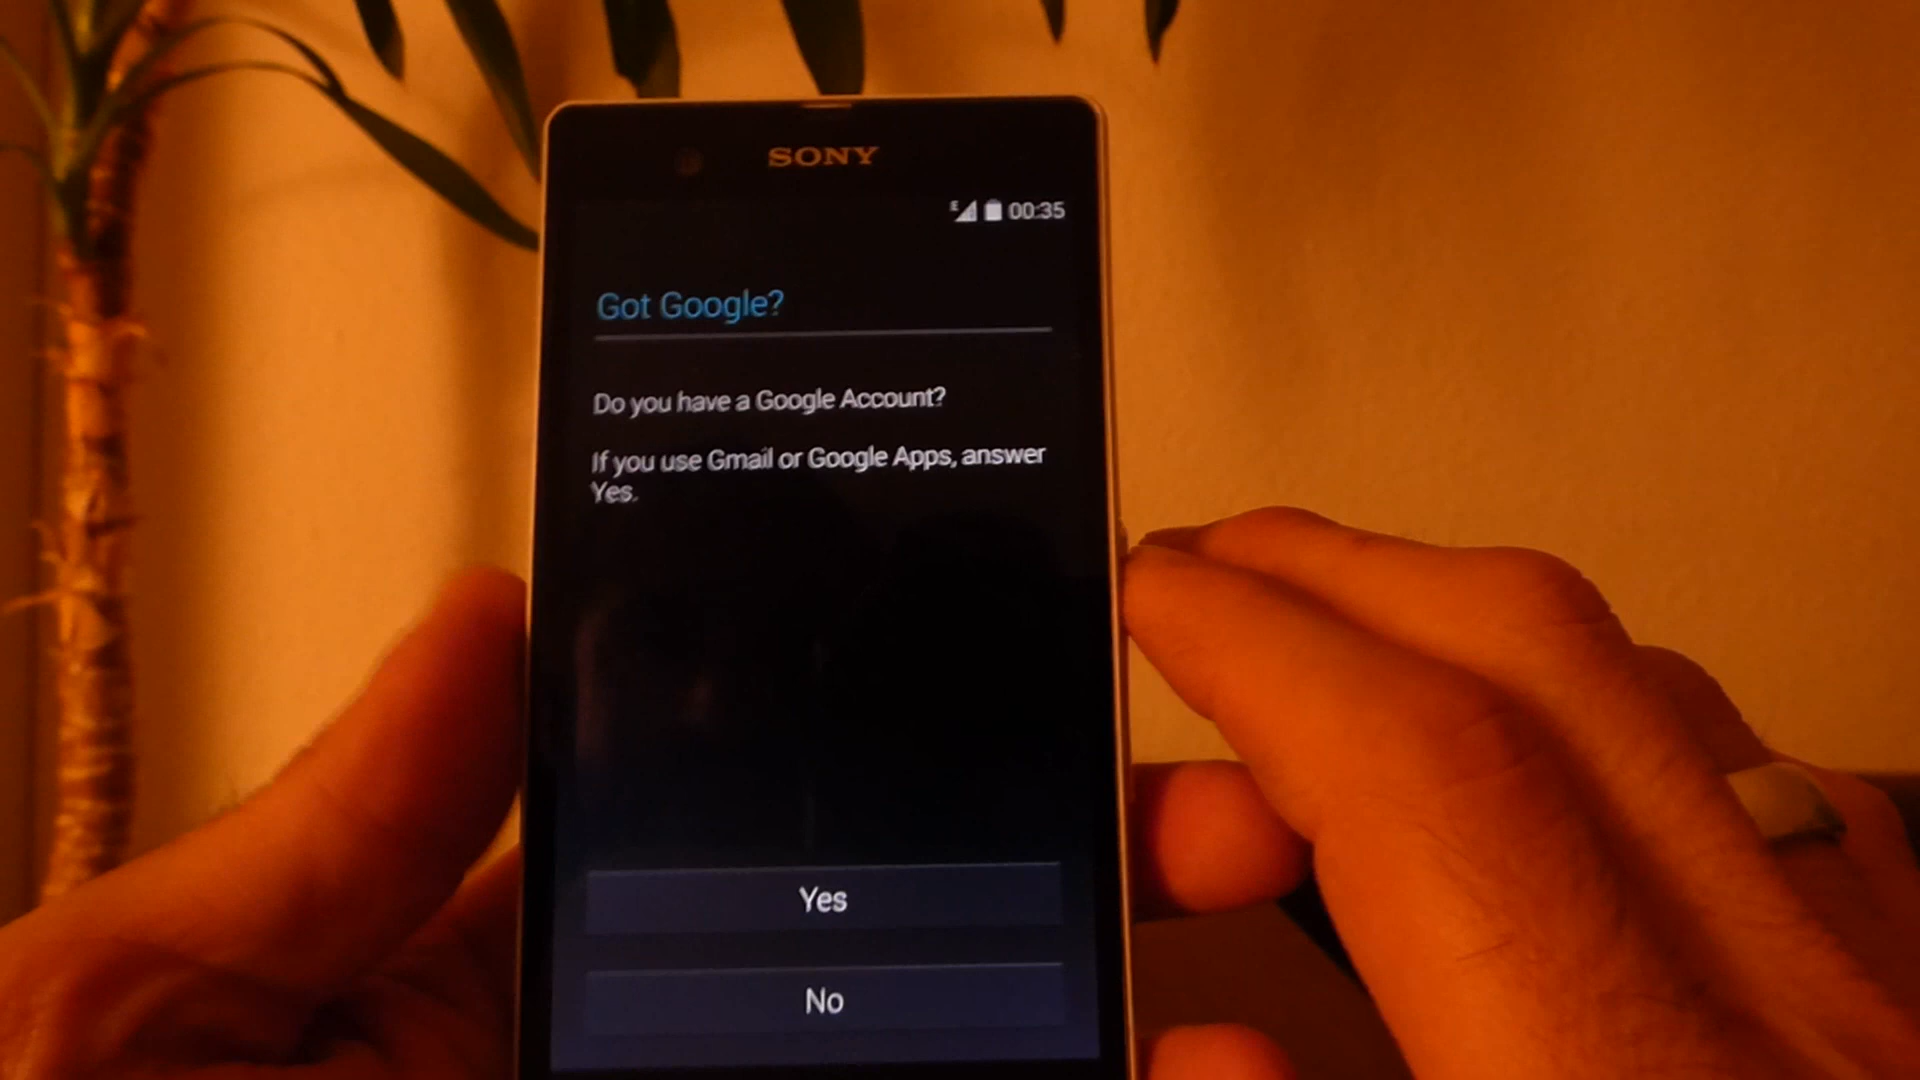 SONY
E 00:35
Got Google?
Do you have a Google Account?
If you use Gmail or Google Apps, answer
Yes.
Yes
No